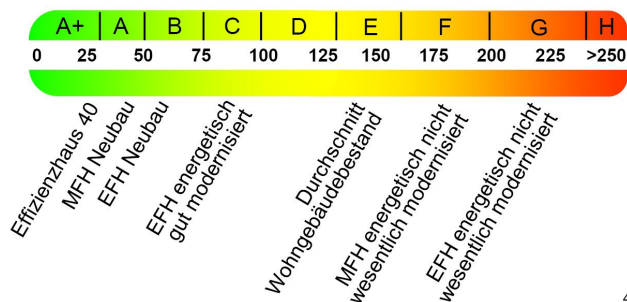 A+ A B C D E F G H
0 25 50 75 100 125 150 175 200 225 >250
Effizienzhaus 40
MFH Neubau
EFH Neubau
EFH energetisch
gut modernisiert
Durchschnitt
Wohngebäudebestand
MFH energetisch nicht
wesentlich modernisiert
EFH energetisch nicht
wesentlich modernisiert